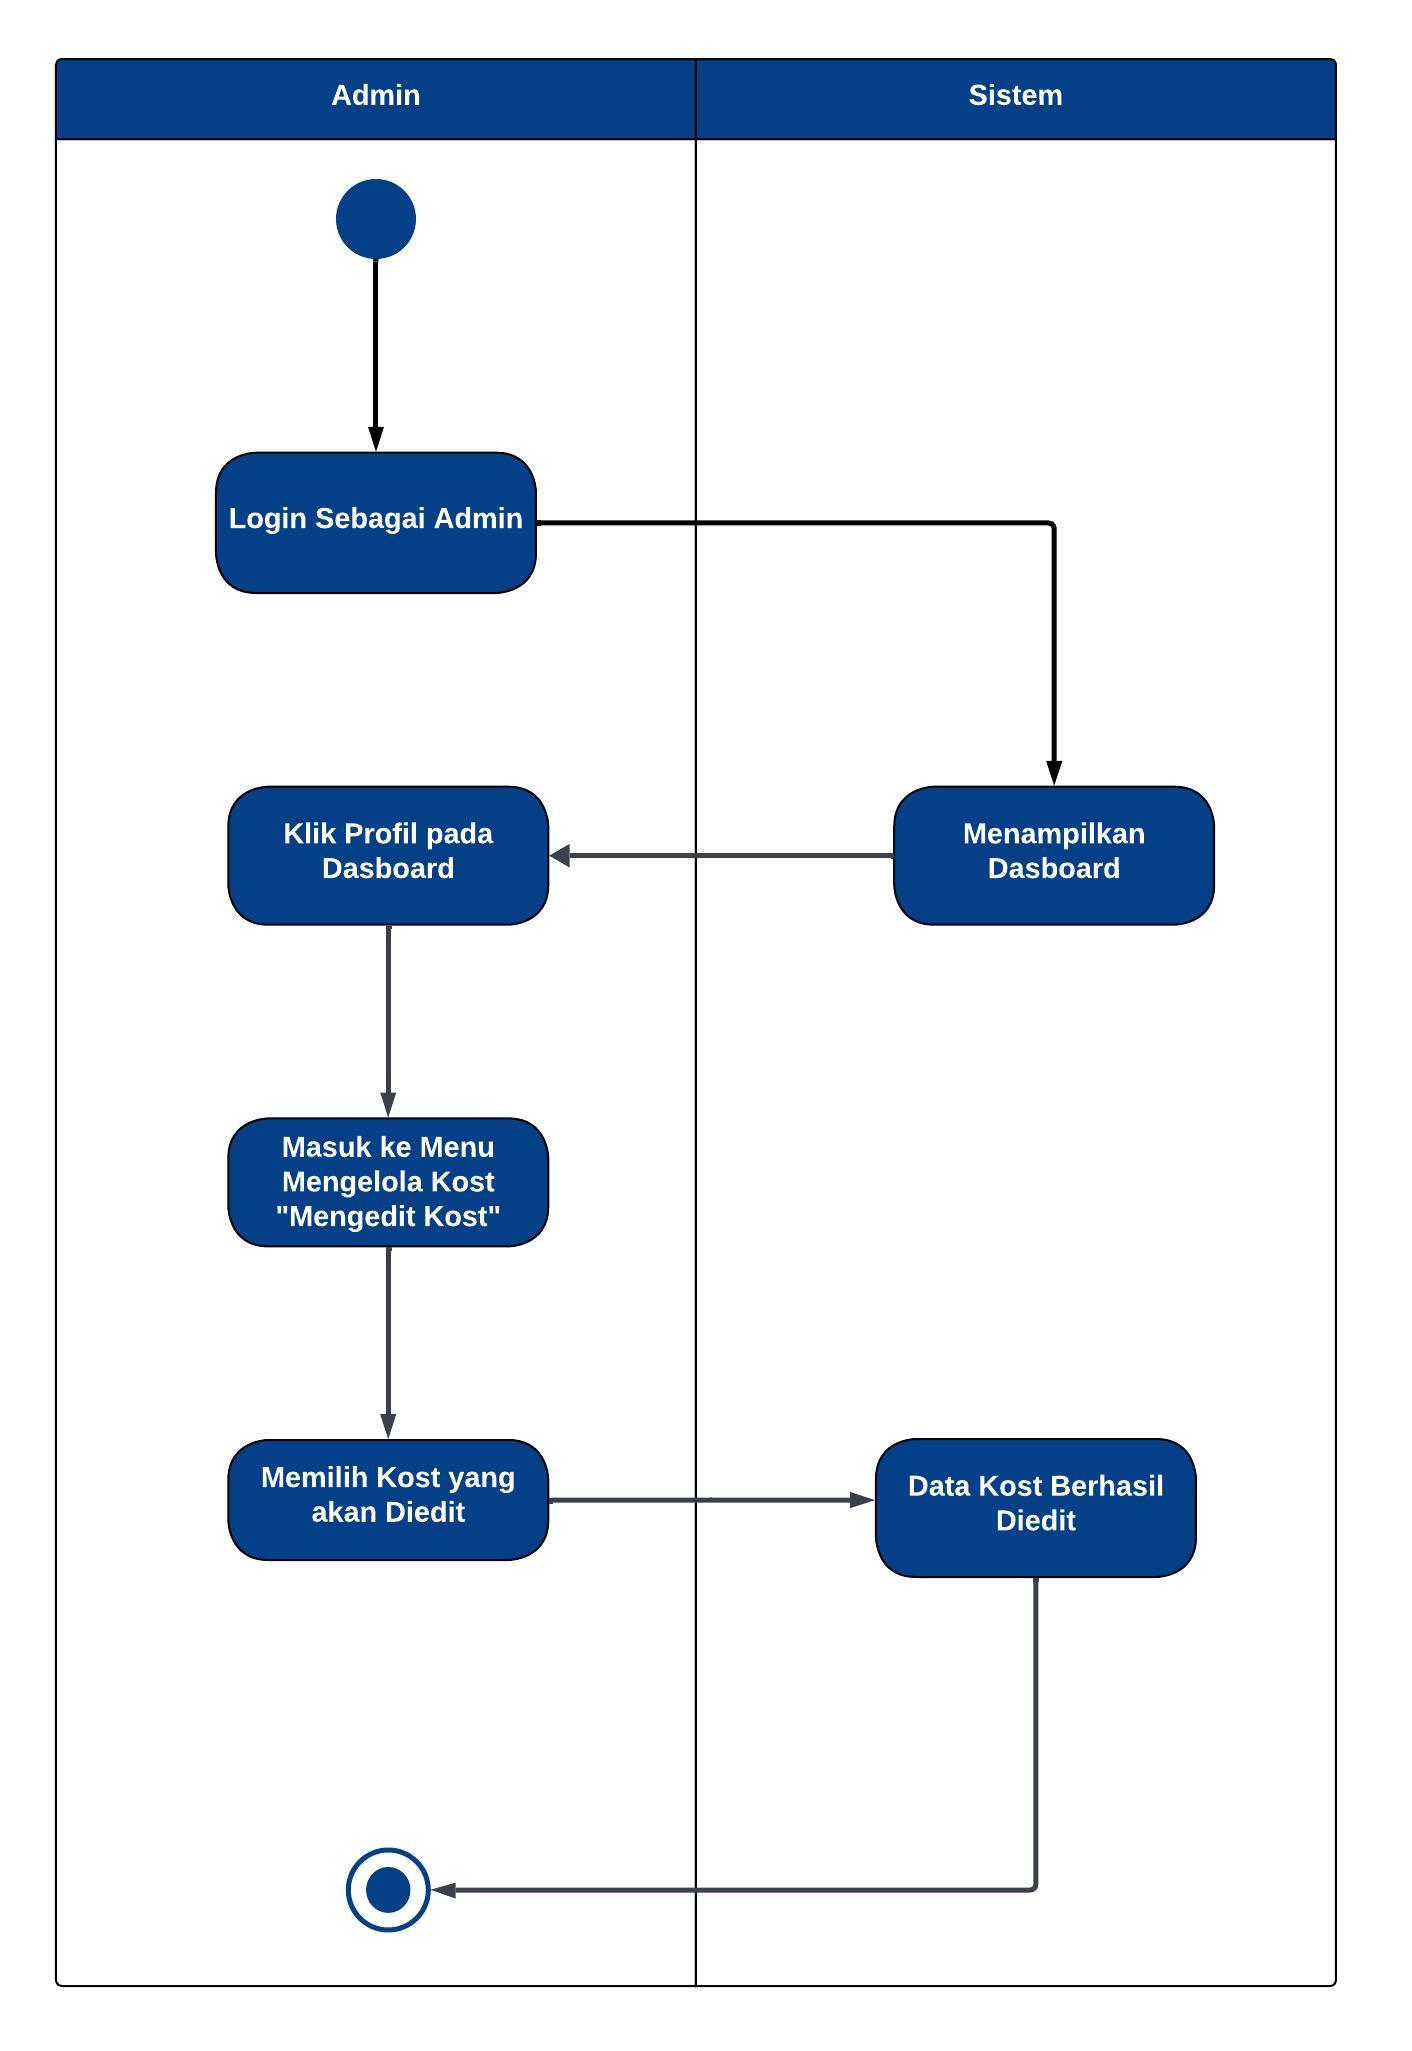 Admin
Sistem
Login Sebagai Admin
Klik Profil pada
Dasboard
Menampilkan
Dasboard
Masuk ke Menu
Mengelola Kost
"Mengedit Kost"
Memilih Kost yang
akan Diedit
Data Kost Berhasil
Diedit